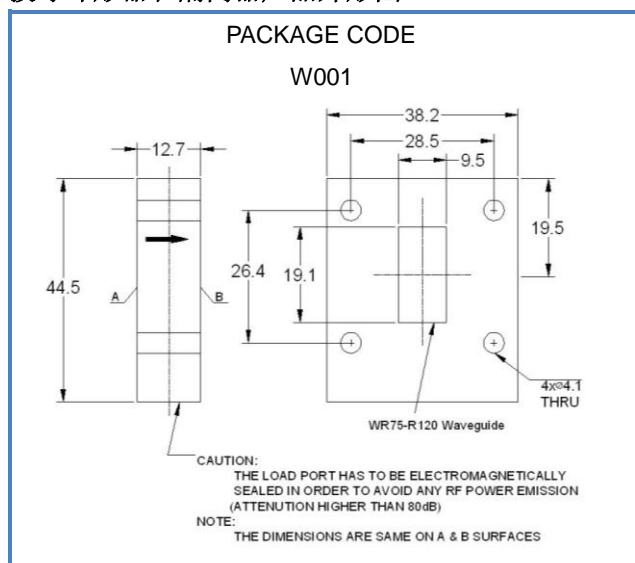 PACKAGE CODE
W001
38.2
28.5
12.7
9.5
19.5
26.4
19.1
44.5
A
B
4xø4.1
THRU
WR75-R120 Waveguide
CAUTION:
THE LOAD PORT HAS TO BE ELECTROMAGNETICALLY
SEALED IN ORDER TO AVOID ANY RF POWER EMISSION
(ATTENUTION HIGHER THAN 80dB)
NOTE:
THE DIMENSIONS ARE SAME ON A & B SURFACES